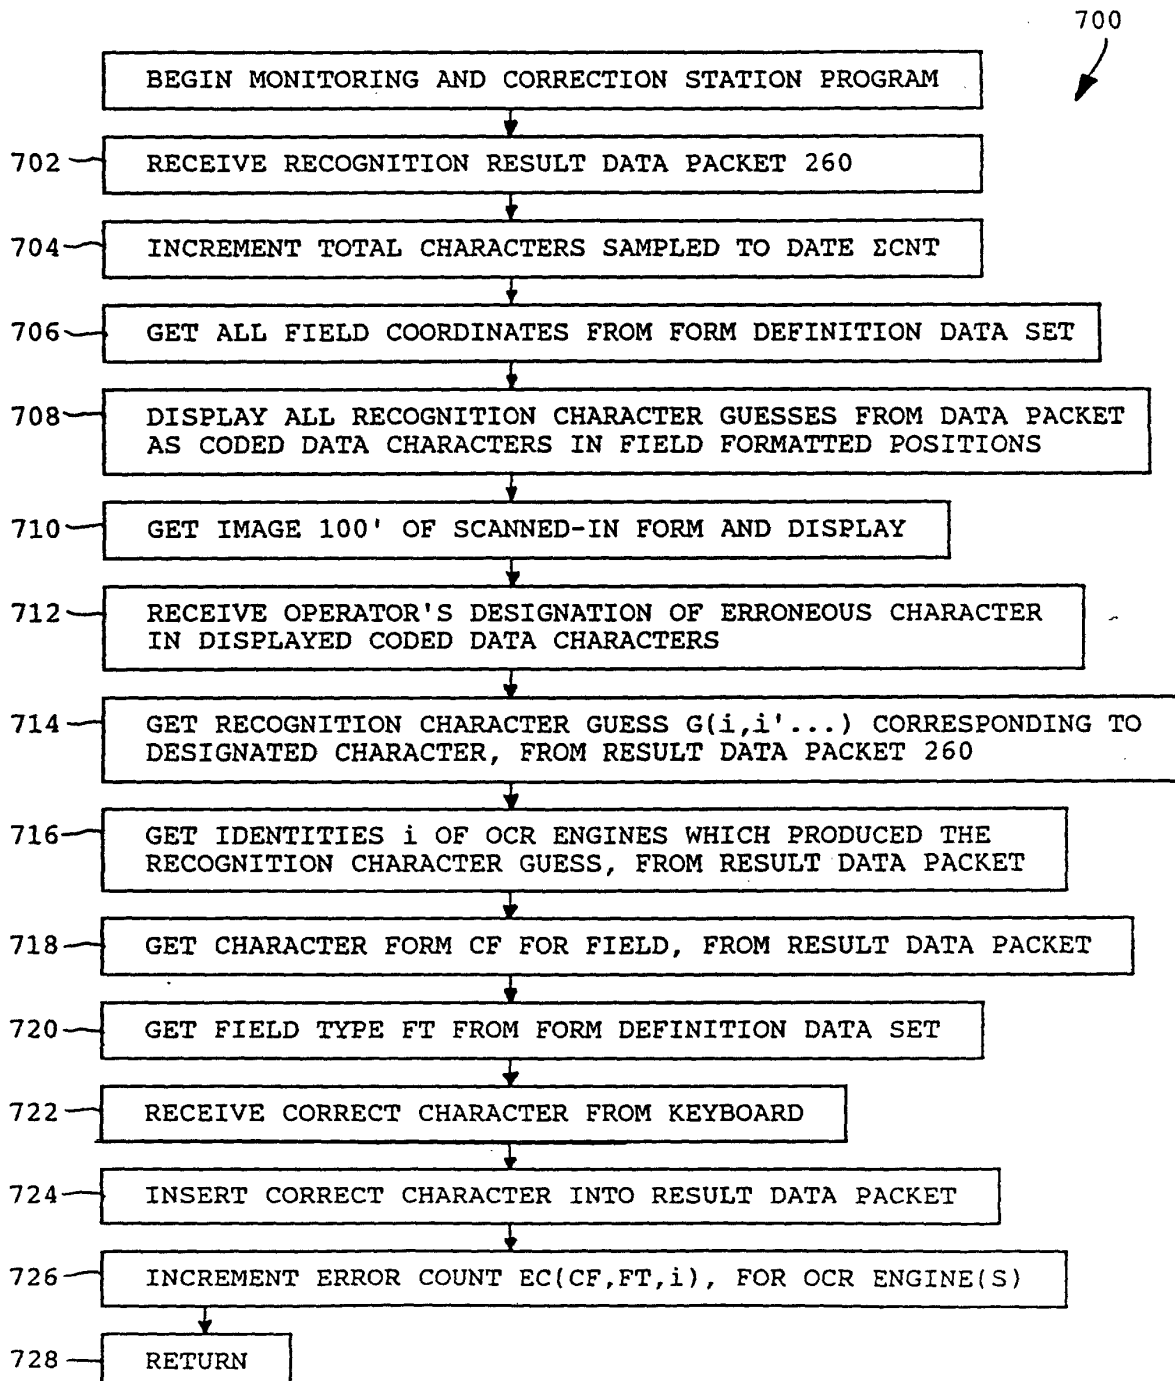 700
BEGIN MONITORING AND CORRECTION STATION PROGRAM
702 RECEIVE RECOGNITION RESULT DATA PACKET 260
704 INCREMENT TOTAL CHARACTERS SAMPLED TO DATE ΣCNT
706 GET ALL FIELD COORDINATES FROM FORM DEFINITION DATA SET
708 DISPLAY ALL RECOGNITION CHARACTER GUESSES FROM DATA PACKET
AS CODED DATA CHARACTERS IN FIELD FORMATTED POSITIONS
710 GET IMAGE 100' OF SCANNED-IN FORM AND DISPLAY
712 RECEIVE OPERATOR'S DESIGNATION OF ERRONEOUS CHARACTER
IN DISPLAYED CODED DATA CHARACTERS
714 GET RECOGNITION CHARACTER GUESS G(i,i'...) CORRESPONDING TO
DESIGNATED CHARACTER, FROM RESULT DATA PACKET 260
716 GET IDENTITIES i OF OCR ENGINES WHICH PRODUCED THE
RECOGNITION CHARACTER GUESS, FROM RESULT DATA PACKET
718 GET CHARACTER FORM CF FOR FIELD, FROM RESULT DATA PACKET
720 GET FIELD TYPE FT FROM FORM DEFINITION DATA SET
722 RECEIVE CORRECT CHARACTER FROM KEYBOARD
724 INSERT CORRECT CHARACTER INTO RESULT DATA PACKET
726 INCREMENT ERROR COUNT EC(CF,FT,i), FOR OCR ENGINE(S)
728 RETURN